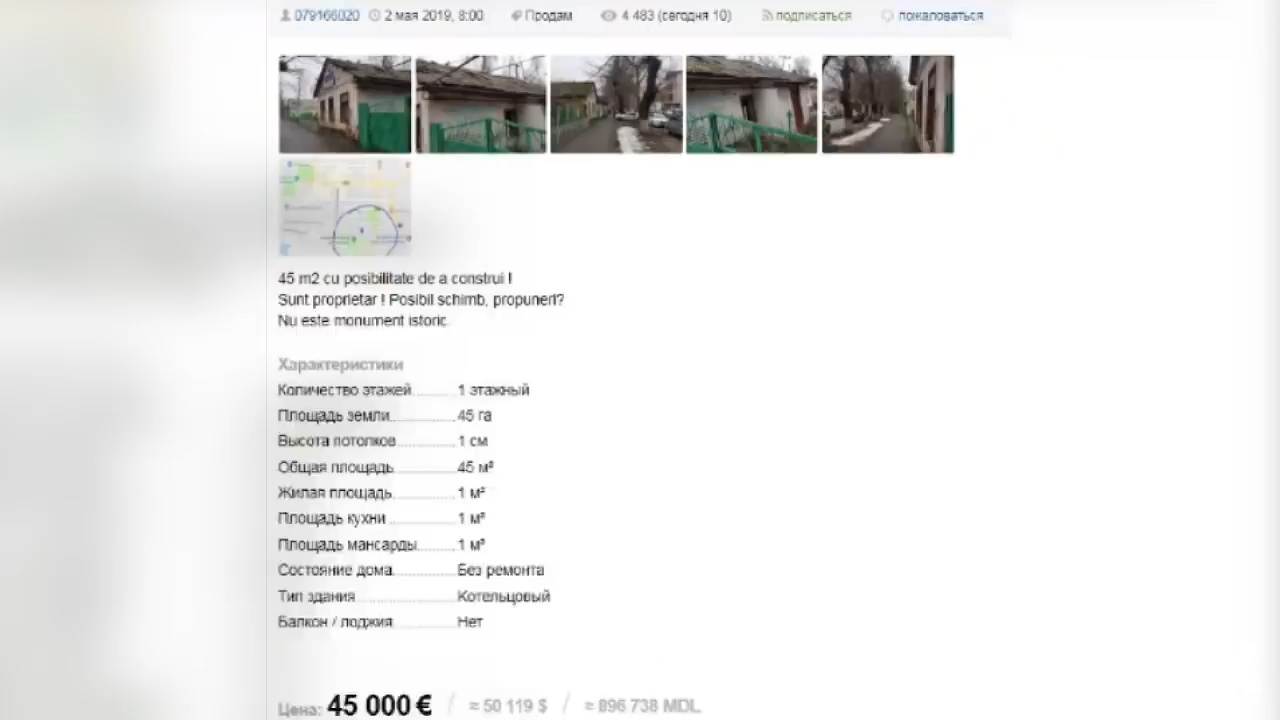 079166020 2 мая 2019, 8:00 Продам 4 483 (сегодня 10) подписаться пожаловаться
45 m2 cu posibilitate de a construi !
Sunt proprietar ! Posibil schimb, propuneri?
Nu este monument istoric.
Характеристики
Количество этажей 1 этажный
Площадь земли 45 га
Высота потолков 1 см
Общая площадь 45 м²
Жилая площадь 1 м²
Площадь кухни 1 м²
Площадь мансарды 1 м²
Состояние дома Без ремонта
Тип здания Котельцовый
Балкон / лоджия Нет
Цена: 45 000 € / ≈ 50 119 $ / ≈ 896 738 MDL